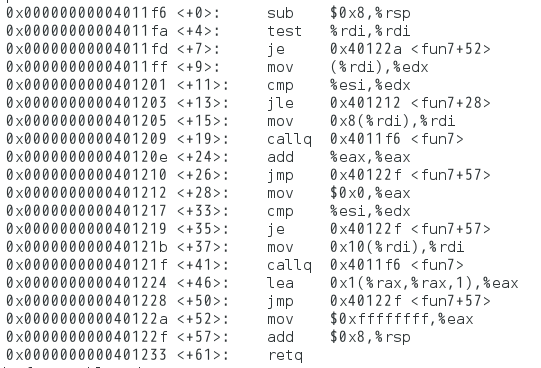 0x00000000004011f6 <+0>: sub $0x8,%rsp
0x00000000004011fa <+4>: test %rdi,%rdi
0x00000000004011fd <+7>: je 0x40122a <fun7+52>
0x00000000004011ff <+9>: mov (%rdi),%edx
0x0000000000401201 <+11>: cmp %esi,%edx
0x0000000000401203 <+13>: jle 0x401212 <fun7+28>
0x0000000000401205 <+15>: mov 0x8(%rdi),%rdi
0x0000000000401209 <+19>: callq 0x4011f6 <fun7>
0x000000000040120e <+24>: add %eax,%eax
0x0000000000401210 <+26>: jmp 0x40122f <fun7+57>
0x0000000000401212 <+28>: mov $0x0,%eax
0x0000000000401217 <+33>: cmp %esi,%edx
0x0000000000401219 <+35>: je 0x40122f <fun7+57>
0x000000000040121b <+37>: mov 0x10(%rdi),%rdi
0x000000000040121f <+41>: callq 0x4011f6 <fun7>
0x0000000000401224 <+46>: lea 0x1(%rax,%rax,1),%eax
0x0000000000401228 <+50>: jmp 0x40122f <fun7+57>
0x000000000040122a <+52>: mov $0xffffffff,%eax
0x000000000040122f <+57>: add $0x8,%rsp
0x0000000000401233 <+61>: retq